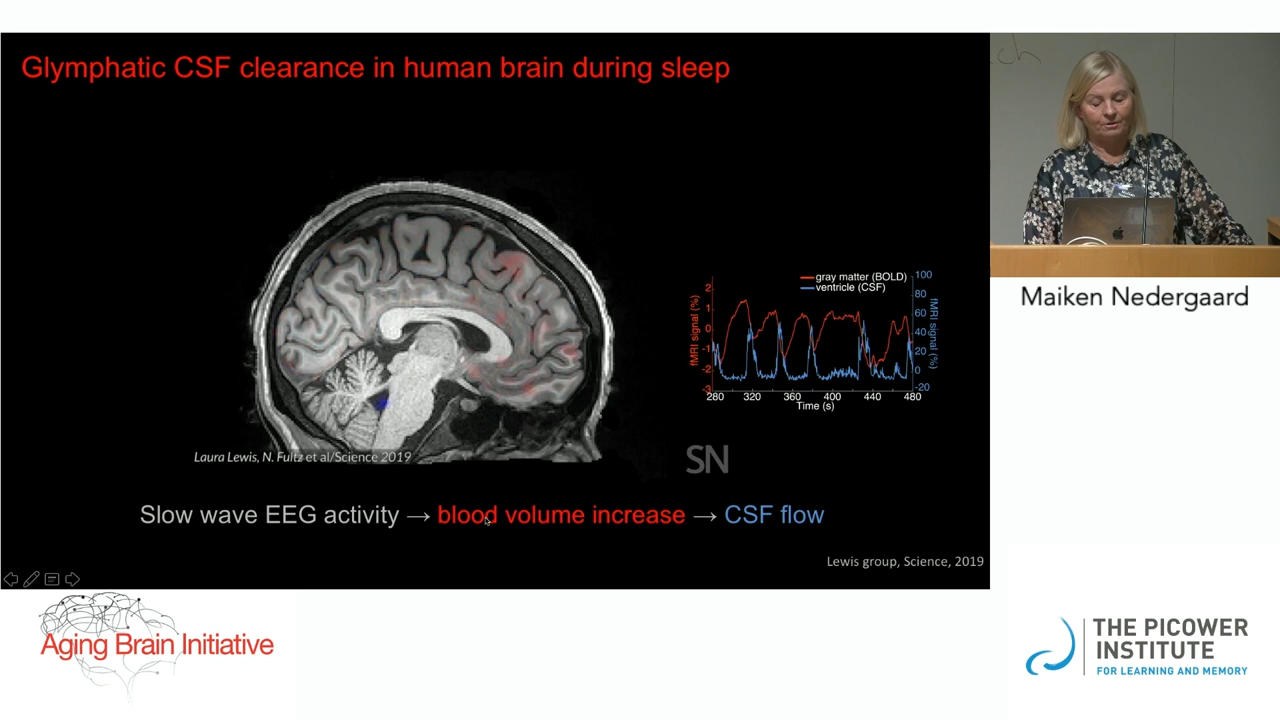 Glymphatic CSF clearance in human brain during sleep
ch
Maiken Nedergaard
gray matter (BOLD)
ventricle (CSF)
fMRI signal (%)
2
1
0
-1
-2
-3
100
80
60
40
20
0
-20
fMRI signal (%)
280 320 360 400 440 480
Time (s)
Laura Lewis, N. Fultz et al/Science 2019
SN
Slow wave EEG activity → blood volume increase → CSF flow
Lewis group, Science, 2019
Aging Brain Initiative
THE PICOWER
INSTITUTE
FOR LEARNING AND MEMORY